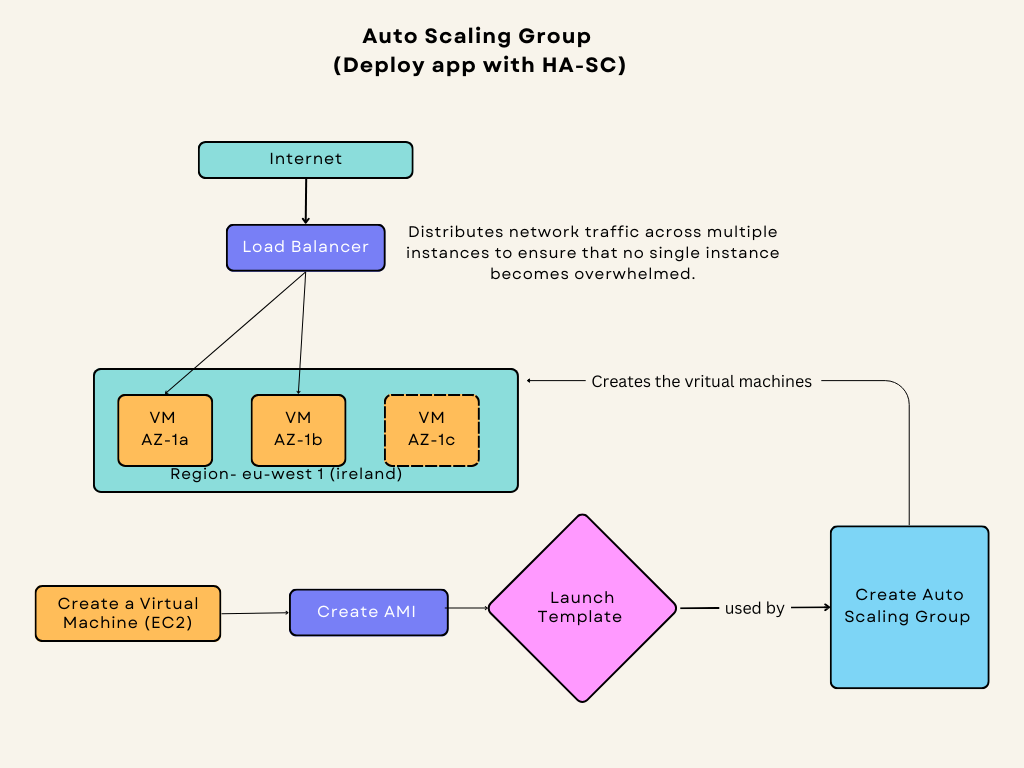 Auto Scaling Group
(Deploy app with HA-SC)
Internet
Load Balancer
Distributes network traffic across multiple
instances to ensure that no single instance
becomes overwhelmed.
Creates the vritual machines
VM
AZ-1a
VM
AZ-1b
VM
AZ-1c
Region- eu-west 1 (ireland)
Create a Virtual
Machine (EC2)
Create AMI
Launch
Template
used by
Create Auto
Scaling Group